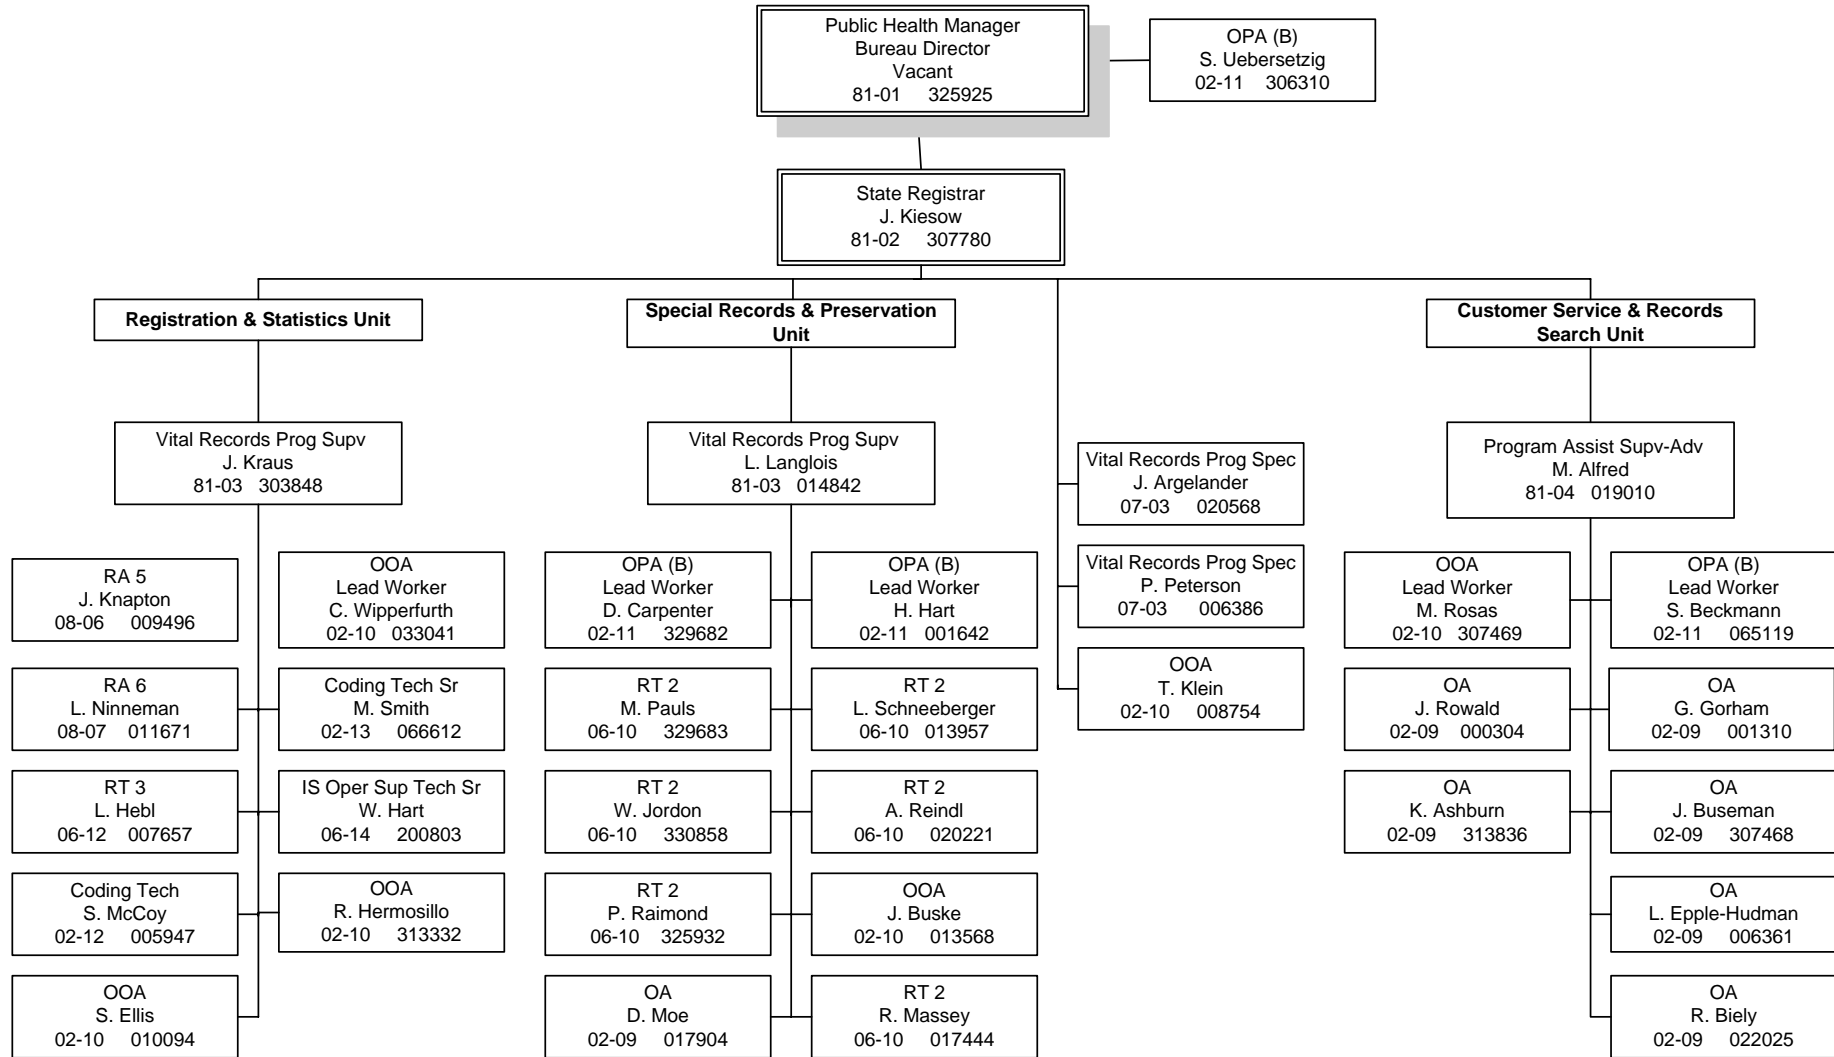 Public Health Manager
Bureau Director
Vacant
81-01 325925
OPA (B)
S. Uebersetzig
02-11 306310
State Registrar
J. Kiesow
81-02 307780
Registration & Statistics Unit
Special Records & Preservation
Unit
Customer Service & Records
Search Unit
Vital Records Prog Supv
J. Kraus
81-03 303848
Vital Records Prog Supv
L. Langlois
81-03 014842
Vital Records Prog Spec
J. Argelander
07-03 020568
Vital Records Prog Spec
P. Peterson
07-03 006386
OOA
T. Klein
02-10 008754
Program Assist Supv-Adv
M. Alfred
81-04 019010
RA 5
J. Knapton
08-06 009496
OOA
Lead Worker
C. Wipperfurth
02-10 033041
RA 6
L. Ninneman
08-07 011671
Coding Tech Sr
M. Smith
02-13 066612
RT 3
L. Hebl
06-12 007657
IS Oper Sup Tech Sr
W. Hart
06-14 200803
Coding Tech
S. McCoy
02-12 005947
OOA
R. Hermosillo
02-10 313332
OOA
S. Ellis
02-10 010094
OPA (B)
Lead Worker
D. Carpenter
02-11 329682
OPA (B)
Lead Worker
H. Hart
02-11 001642
RT 2
M. Pauls
06-10 329683
RT 2
L. Schneeberger
06-10 013957
RT 2
W. Jordon
06-10 330858
RT 2
A. Reindl
06-10 020221
RT 2
P. Raimond
06-10 325932
OOA
J. Buske
02-10 013568
OA
D. Moe
02-09 017904
RT 2
R. Massey
06-10 017444
OOA
Lead Worker
M. Rosas
02-10 307469
OPA (B)
Lead Worker
S. Beckmann
02-11 065119
OA
J. Rowald
02-09 000304
OA
G. Gorham
02-09 001310
OA
K. Ashburn
02-09 313836
OA
J. Buseman
02-09 307468
OA
L. Epple-Hudman
02-09 006361
OA
R. Biely
02-09 022025